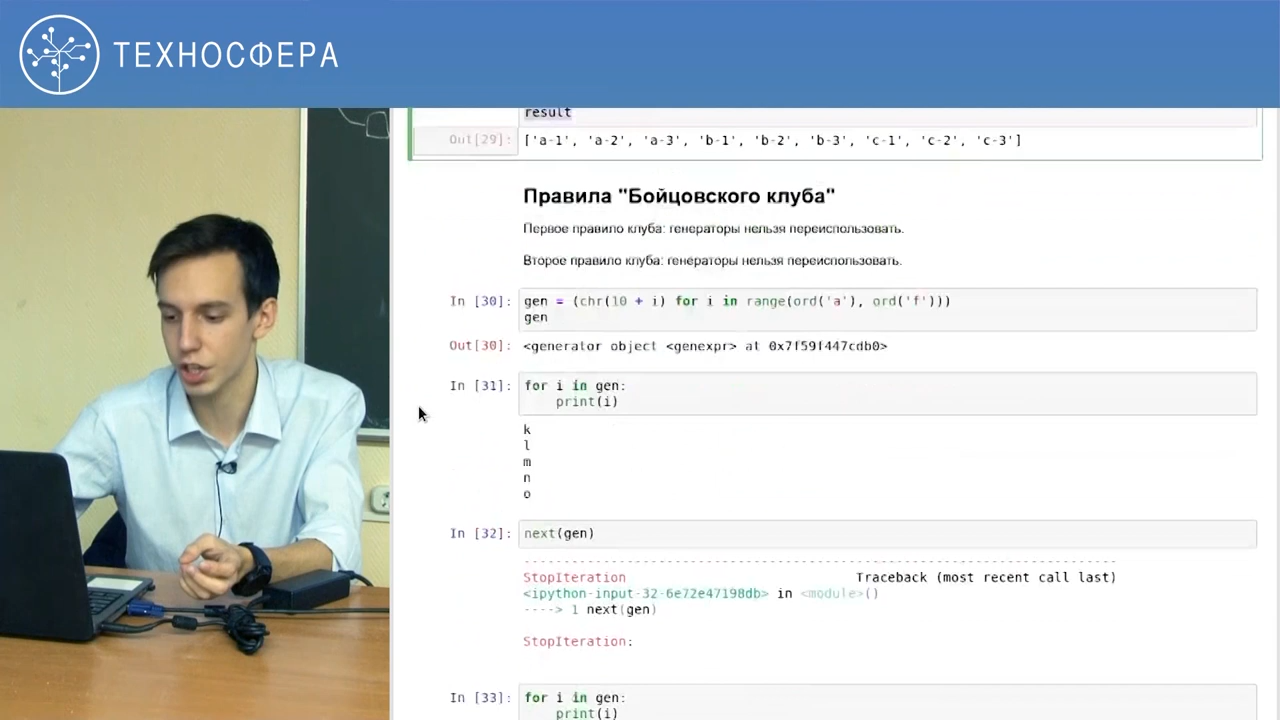 ТЕХНОСФЕРА
result
Out[29]: ['a-1', 'a-2', 'a-3', 'b-1', 'b-2', 'b-3', 'c-1', 'c-2', 'c-3']
Правила "Бойцовского клуба"
Первое правило клуба: генераторы нельзя переиспользовать.
Второе правило клуба: генераторы нельзя переиспользовать.
In [30]: gen = (chr(10 + i) for i in range(ord('a'), ord('f')))
gen
Out[30]: <generator object <genexpr> at 0x7f59f447cdb0>
In [31]: for i in gen:
print(i)
k
l
m
n
o
In [32]: next(gen)
---------------------------------------------------------------------------
StopIteration Traceback (most recent call last)
<ipython-input-32-6e72e47198db> in <module>()
----> 1 next(gen)
StopIteration:
In [33]: for i in gen:
print(i)